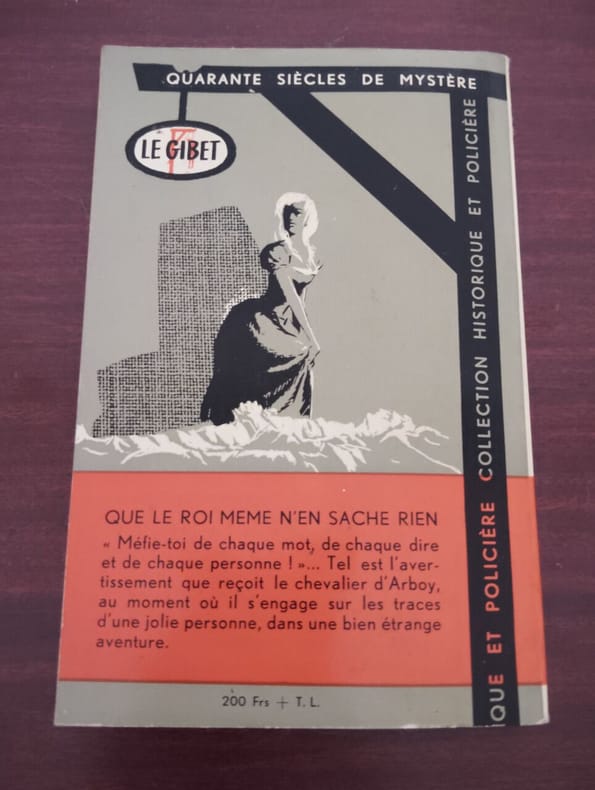 QUARANTE SIÈCLES DE MYSTÈRE
LE GIBET
COLLECTION HISTORIQUE ET POLICIÈRE
IQUE ET POLICIÈRE
QUE LE ROI MEME N'EN SACHE RIEN
« Méfie-toi de chaque mot, de chaque dire
et de chaque personne ! »... Tel est l'aver-
tissement que reçoit le chevalier d'Arboy,
au moment où il s'engage sur les traces
d'une jolie personne, dans une bien étrange
aventure.
200 Frs + T. L.